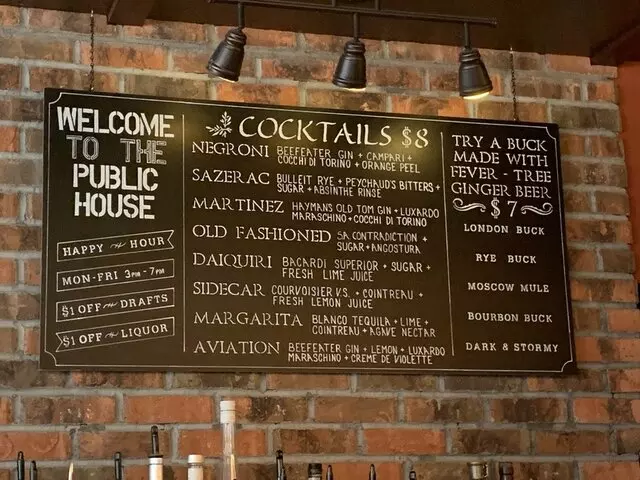 WELCOME
TO THE
PUBLIC
HOUSE
HAPPY HOUR
MON-FRI 3PM-7PM
$1 OFF DRAFTS
$1 OFF LIQUOR
COCKTAILS $8
NEGRONI BEEFEATER GIN + CAMPARI +
COCCHI DI TORINO + ORANGE PEEL
SAZERAC BULLEIT RYE + PEYCHAUD'S BITTERS +
SUGAR + ABSINTHE RINSE
MARTINEZ HAYMAN'S OLD TOM GIN + LUXARDO
MARASCHINO + COCCHI DI TORINO
OLD FASHIONED SA CONTRADICTION +
SUGAR + ANGOSTURA
DAIQUIRI BACARDI SUPERIOR + SUGAR +
FRESH LIME JUICE
SIDECAR COURVOISIER V.S. + COINTREAU +
FRESH LEMON JUICE
MARGARITA BLANCO TEQUILA + LIME +
COINTREAU + AGAVE NECTAR
AVIATION BEEFEATER GIN + LEMON + LUXARDO
MARASCHINO + CREME DE VIOLETTE
TRY A BUCK
MADE WITH
FEVER-TREE
GINGER BEER
$7
LONDON BUCK
RYE BUCK
MOSCOW MULE
BOURBON BUCK
DARK & STORMY